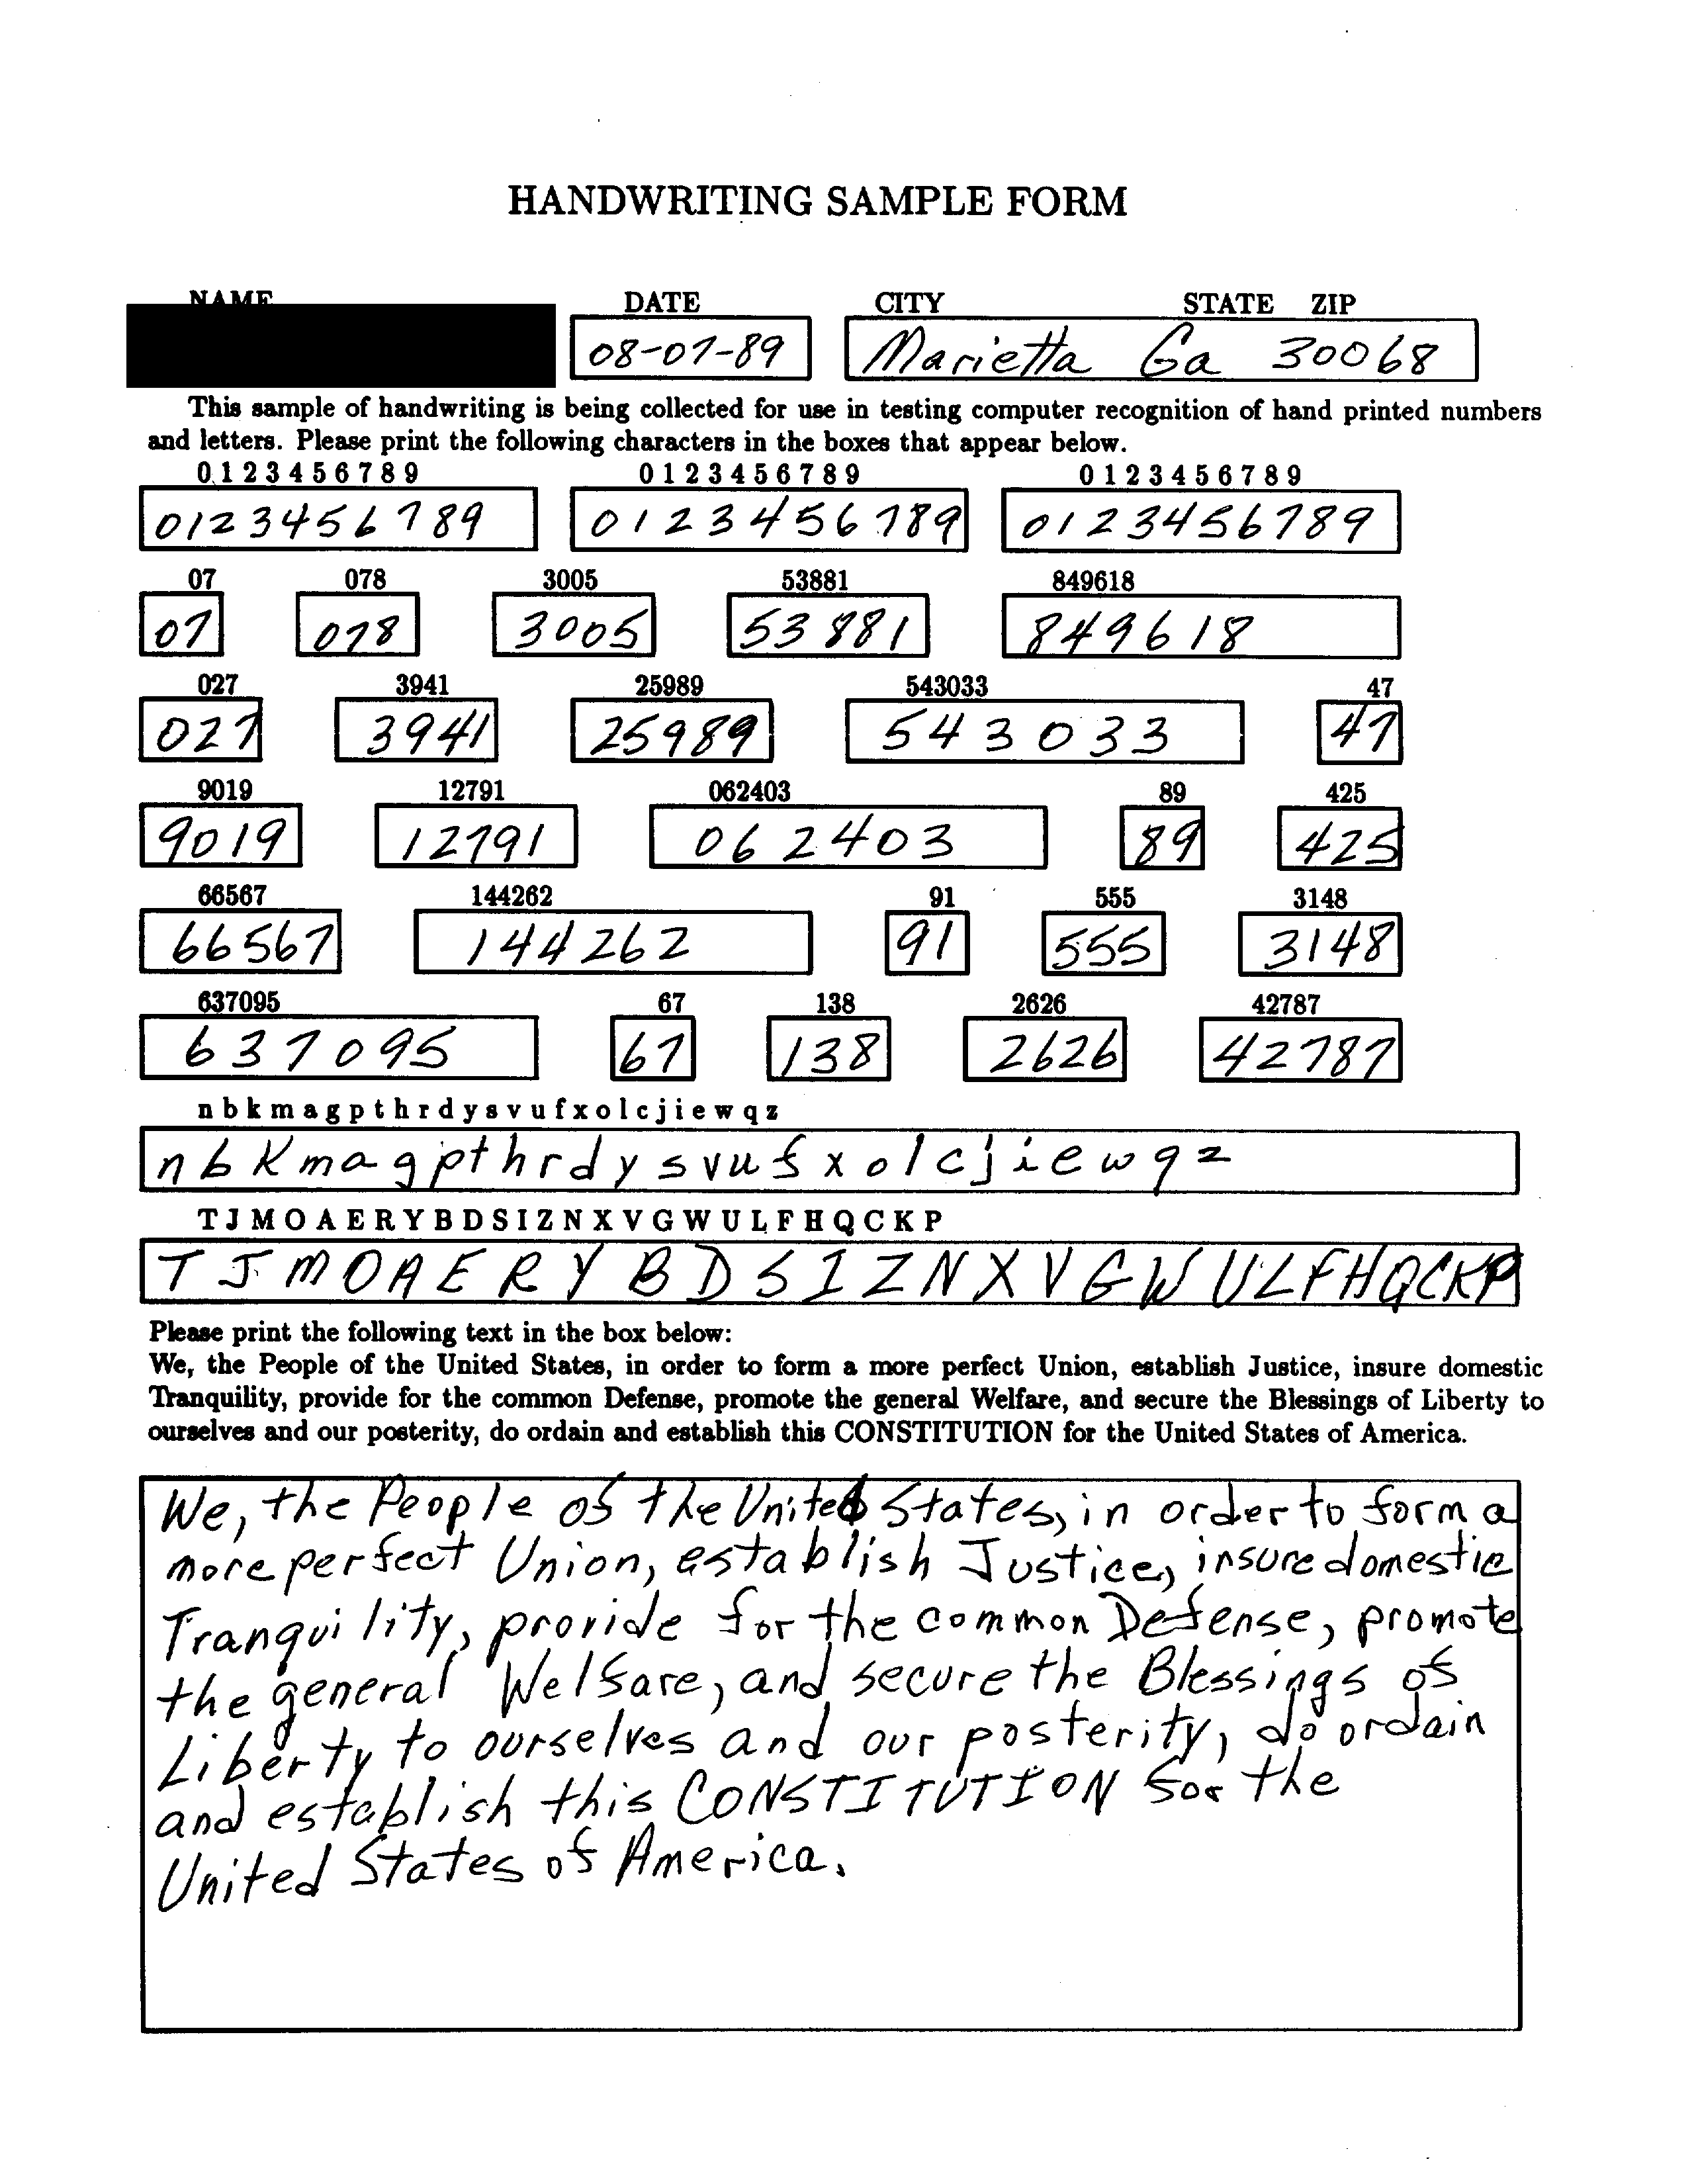 HANDWRITING SAMPLE FORM
NAME DATE CITY STATE ZIP
08-07-89 Marietta Ga 30068
This sample of handwriting is being collected for use in testing computer recognition of hand printed numbers
and letters. Please print the following characters in the boxes that appear below.
0 1 2 3 4 5 6 7 8 9 0 1 2 3 4 5 6 7 8 9 0 1 2 3 4 5 6 7 8 9
0123456789 0123456789 0123456789
07 078 3005 53881 849618
07 078 3005 53881 849618
027 3941 25989 543033 47
027 3941 25989 543033 47
9019 12791 062403 89 425
9019 12791 062403 89 425
66567 144262 91 555 3148
66567 144262 91 555 3148
637095 67 138 2626 42787
637095 67 138 2626 42787
n b k m a g p t h r d y s v u f x o l c j i e w q z
n b K m a g p t h r d y s v u f x o l c j i e w q z
T J M O A E R Y B D S I Z N X V G W U L F H Q C K P
T J M O A E R Y B D S I Z N X V G W U L F H Q C K P
Please print the following text in the box below:
We, the People of the United States, in order to form a more perfect Union, establish Justice, insure domestic
Tranquility, provide for the common Defense, promote the general Welfare, and secure the Blessings of Liberty to
ourselves and our posterity, do ordain and establish this CONSTITUTION for the United States of America.
We, the People of the United States, in order to form a
more perfect Union, establish Justice, insure domestic
Tranquility, provide for the common Defense, promote
the general Welfare, and secure the Blessings of
Liberty to ourselves and our posterity, do ordain
and establish this CONSTITUTION for the
United States of America.